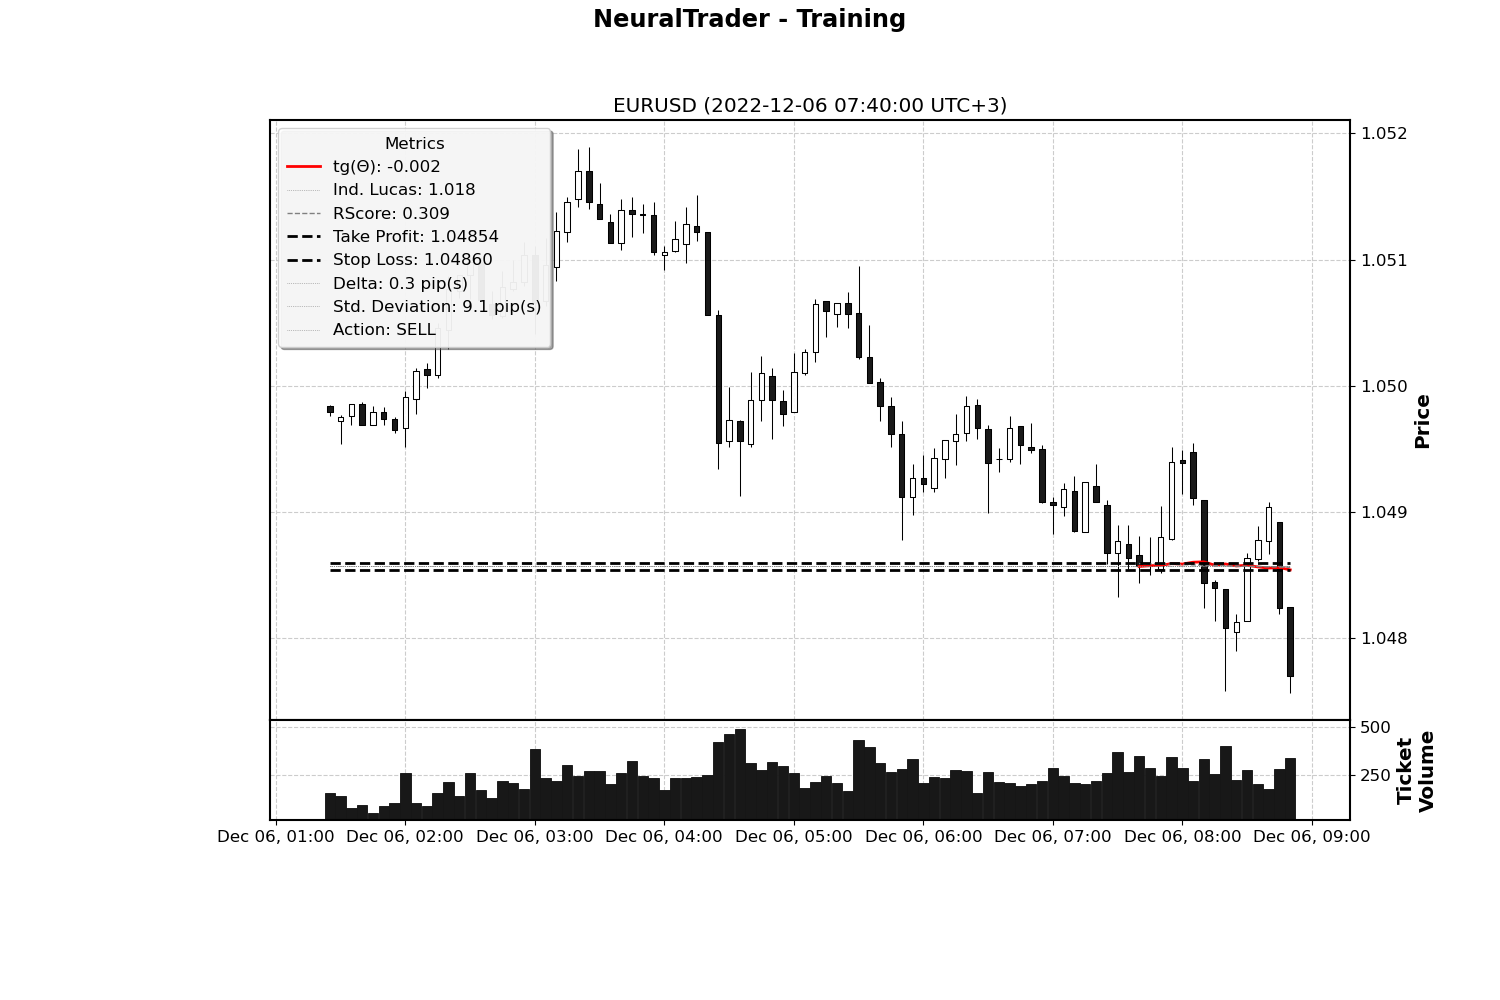 NeuralTrader - Training
EURUSD (2022-12-06 07:40:00 UTC+3)
Metrics
tg(Θ): -0.002
Ind. Lucas: 1.018
RScore: 0.309
Take Profit: 1.04854
Stop Loss: 1.04860
Delta: 0.3 pip(s)
Std. Deviation: 9.1 pip(s)
Action: SELL
1.052
1.051
1.050
1.049
1.048
Price
500
250
Ticket
Volume
Dec 06, 01:00 Dec 06, 02:00 Dec 06, 03:00 Dec 06, 04:00 Dec 06, 05:00 Dec 06, 06:00 Dec 06, 07:00 Dec 06, 08:00 Dec 06, 09:00